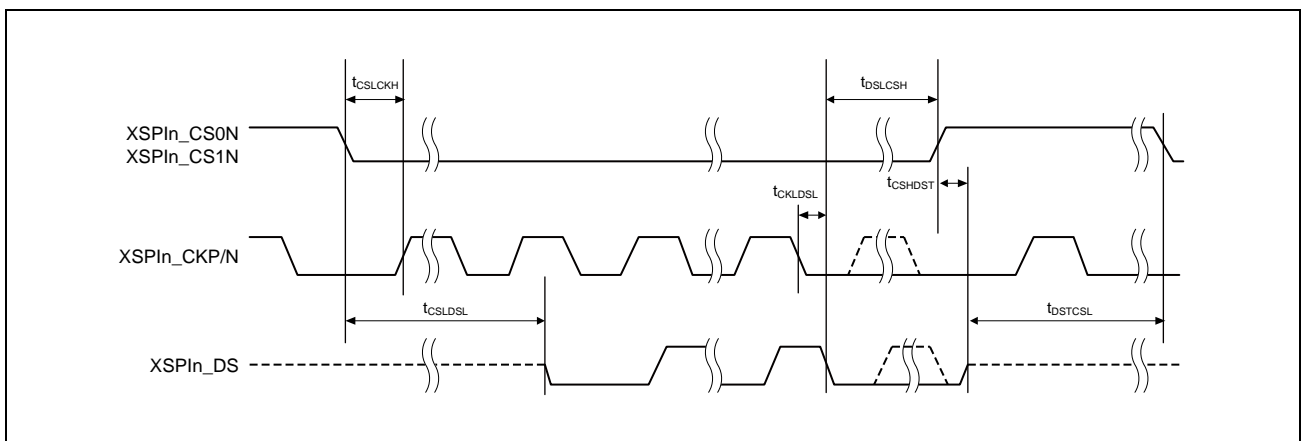 tCSLCKH
tDSLCSH
XSPIn_CS0N
XSPIn_CS1N
tCKLDSL
tCSHDST
XSPIn_CKP/N
tCSLDSL
tDSTCSL
XSPIn_DS